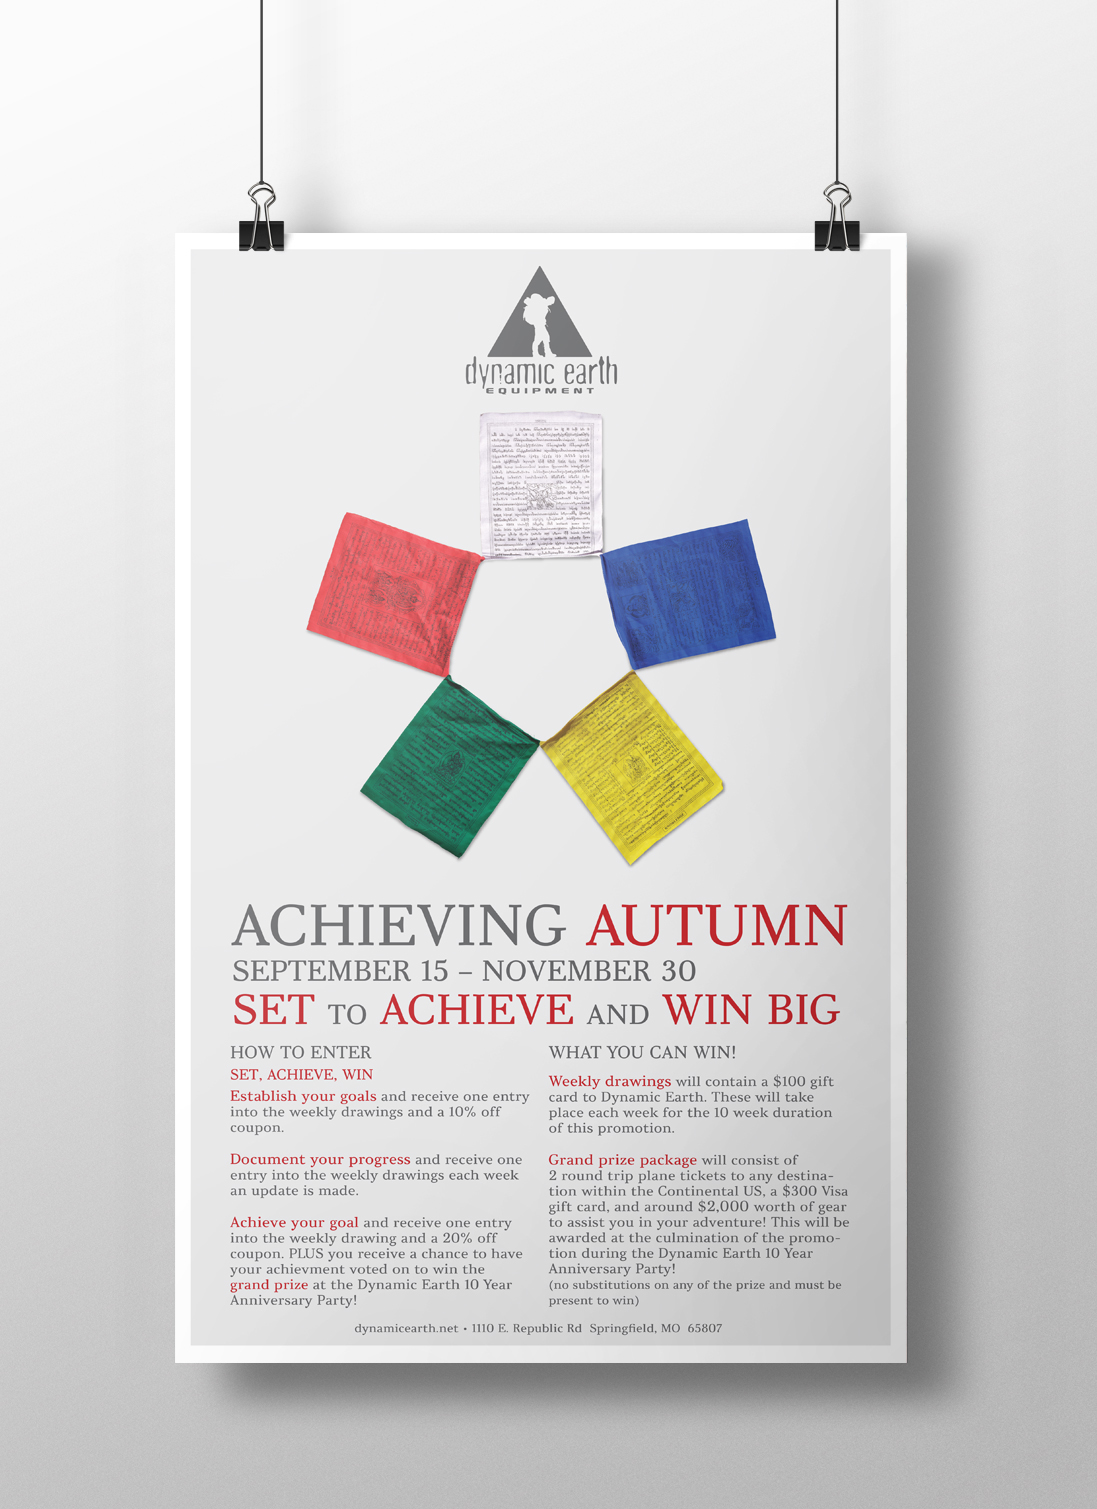 dynamic earth
EQUIPMENT
ACHIEVING AUTUMN
SEPTEMBER 15 – NOVEMBER 30
SET TO ACHIEVE AND WIN BIG
HOW TO ENTER
SET, ACHIEVE, WIN
Establish your goals and receive one entry
into the weekly drawings and a 10% off
coupon.
Document your progress and receive one
entry into the weekly drawings each week
an update is made.
Achieve your goal and receive one entry
into the weekly drawing and a 20% off
coupon. PLUS you receive a chance to have
your achievment voted on to win the
grand prize at the Dynamic Earth 10 Year
Anniversary Party!
WHAT YOU CAN WIN!
Weekly drawings will contain a $100 gift
card to Dynamic Earth. These will take
place each week for the 10 week duration
of this promotion.
Grand prize package will consist of
2 round trip plane tickets to any destina-
tion within the Continental US, a $300 Visa
gift card, and around $2,000 worth of gear
to assist you in your adventure! This will be
awarded at the culmination of the promo-
tion during the Dynamic Earth 10 Year
Anniversary Party!
(no substitutions on any of the prize and must be
present to win)
dynamicearth.net • 1110 E. Republic Rd Springfield, MO 65807